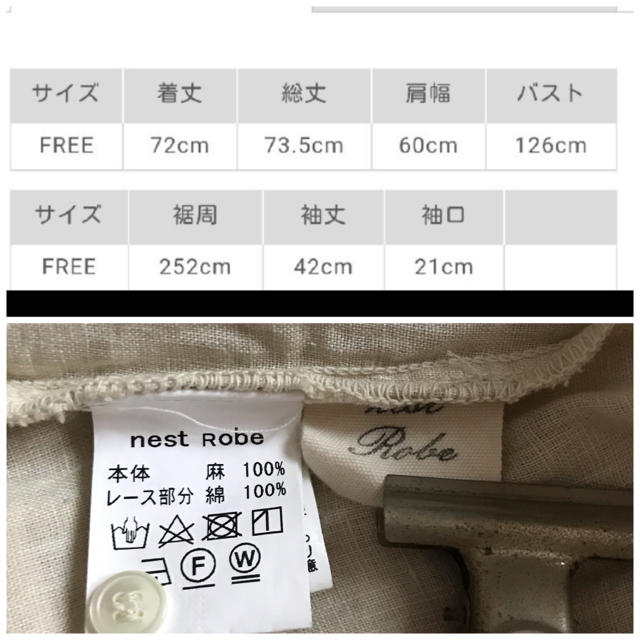 サイズ 着丈 総丈 肩幅 バスト
FREE 72cm 73.5cm 60cm 126cm
サイズ 裾周 袖丈 袖口
FREE 252cm 42cm 21cm
nest Robe
本体 麻 100%
レース部分 綿 100%
F W
Robe
意